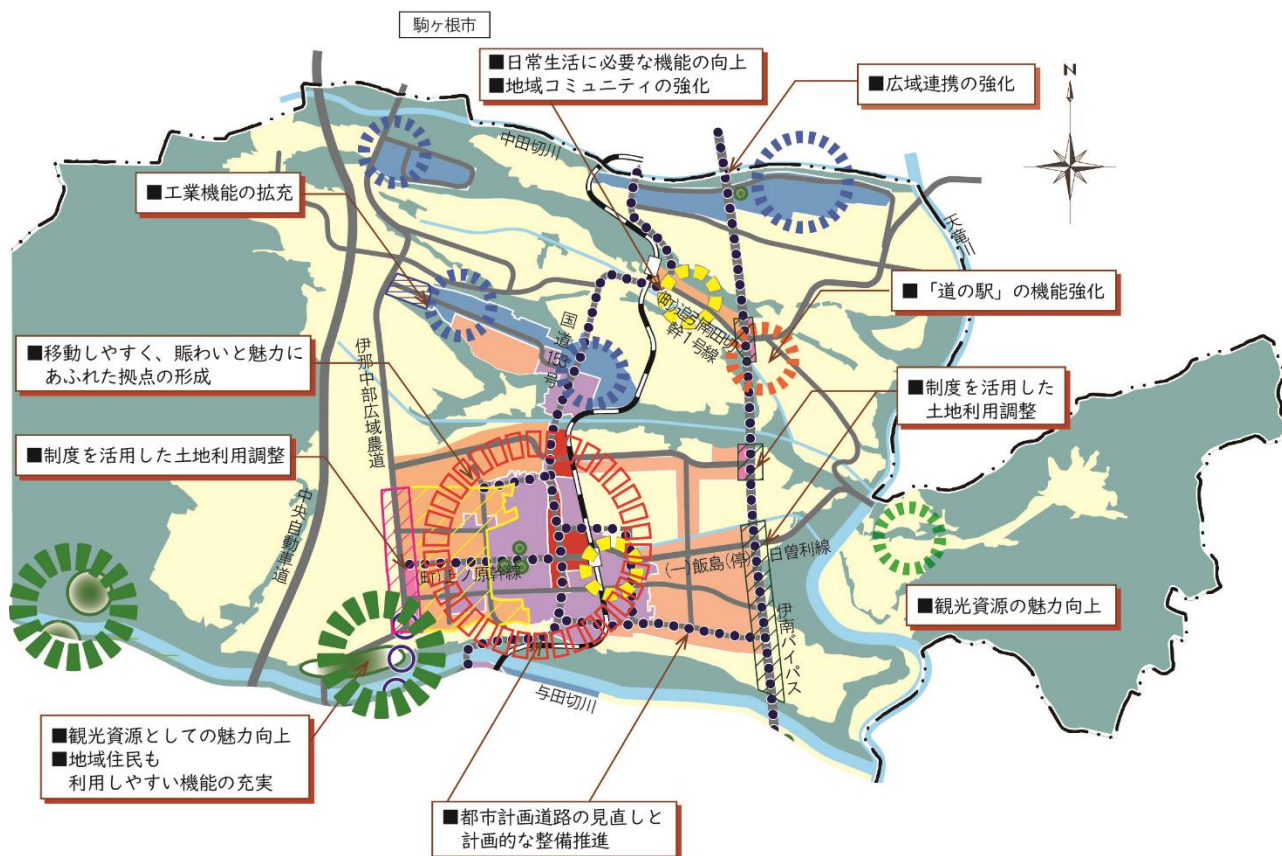 駒ヶ根市
■日常生活に必要な機能の向上
■地域コミュニティの強化
■広域連携の強化
N
中田切川
■工業機能の拡充
天竜川
■「道の駅」の機能強化
町道引南田切
幹1号線
国道153号
■移動しやすく、賑わいと魅力に
あふれた拠点の形成
伊那中部広域農道
■制度を活用した
土地利用調整
■制度を活用した土地利用調整
中央自動車道
(町)上ノ原幹線
(一)飯島(停)日曽利線
伊南バイパス
■観光資源の魅力向上
与田切川
■観光資源としての魅力向上
■地域住民も
利用しやすい機能の充実
■都市計画道路の見直しと
計画的な整備推進